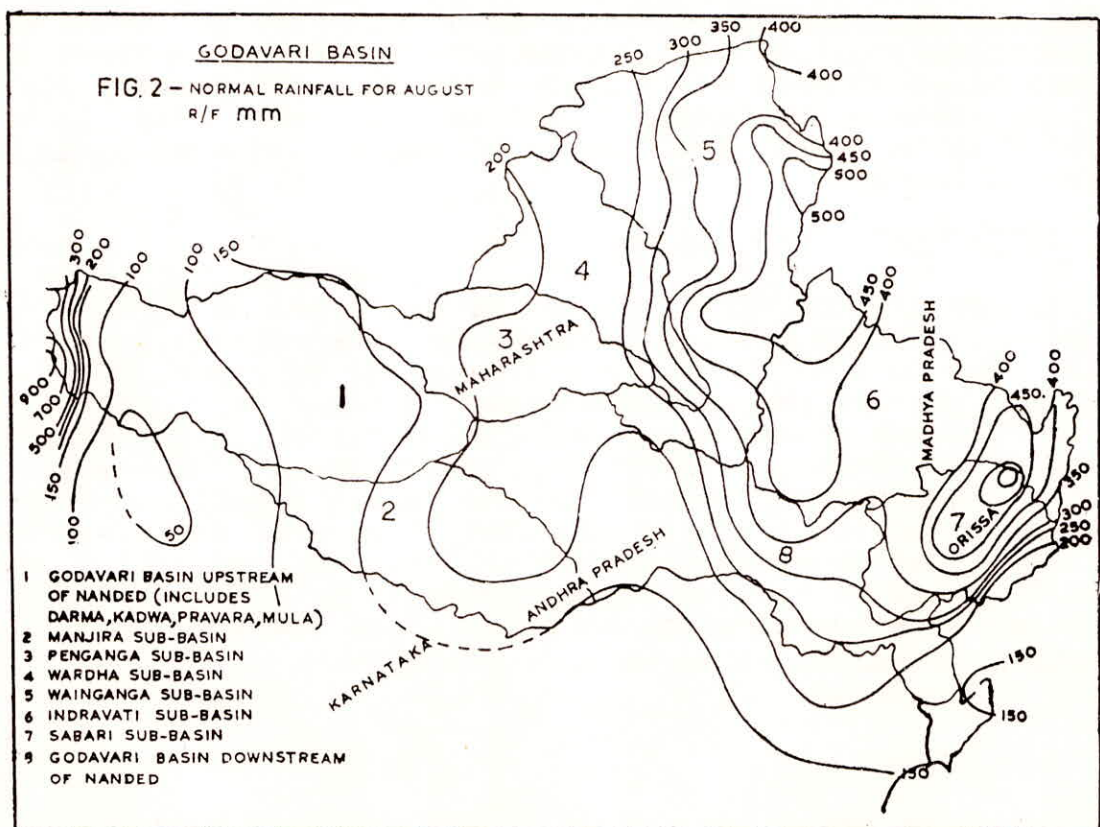 GODAVARI BASIN
FIG. 2 – NORMAL RAINFALL FOR AUGUST
R/F mm
250
300
350
400
400
400
450
500
500
200
300
200
100
100
150
450
400
400
450.
400
350
300
250
200
900
700
500
150
100
50
150
150
150
1
2
3
4
5
6
7
8
MAHARASHTRA
MADHYA PRADESH
ORISSA
ANDHRA PRADESH
KARNATAKA
1 GODAVARI BASIN UPSTREAM
OF NANDED (INCLUDES
DARMA,KADWA,PRAVARA,MULA)
2 MANJIRA SUB-BASIN
3 PENGANGA SUB-BASIN
4 WARDHA SUB-BASIN
5 WAINGANGA SUB-BASIN
6 INDRAVATI SUB-BASIN
7 SABARI SUB-BASIN
8 GODAVARI BASIN DOWNSTREAM
OF NANDED